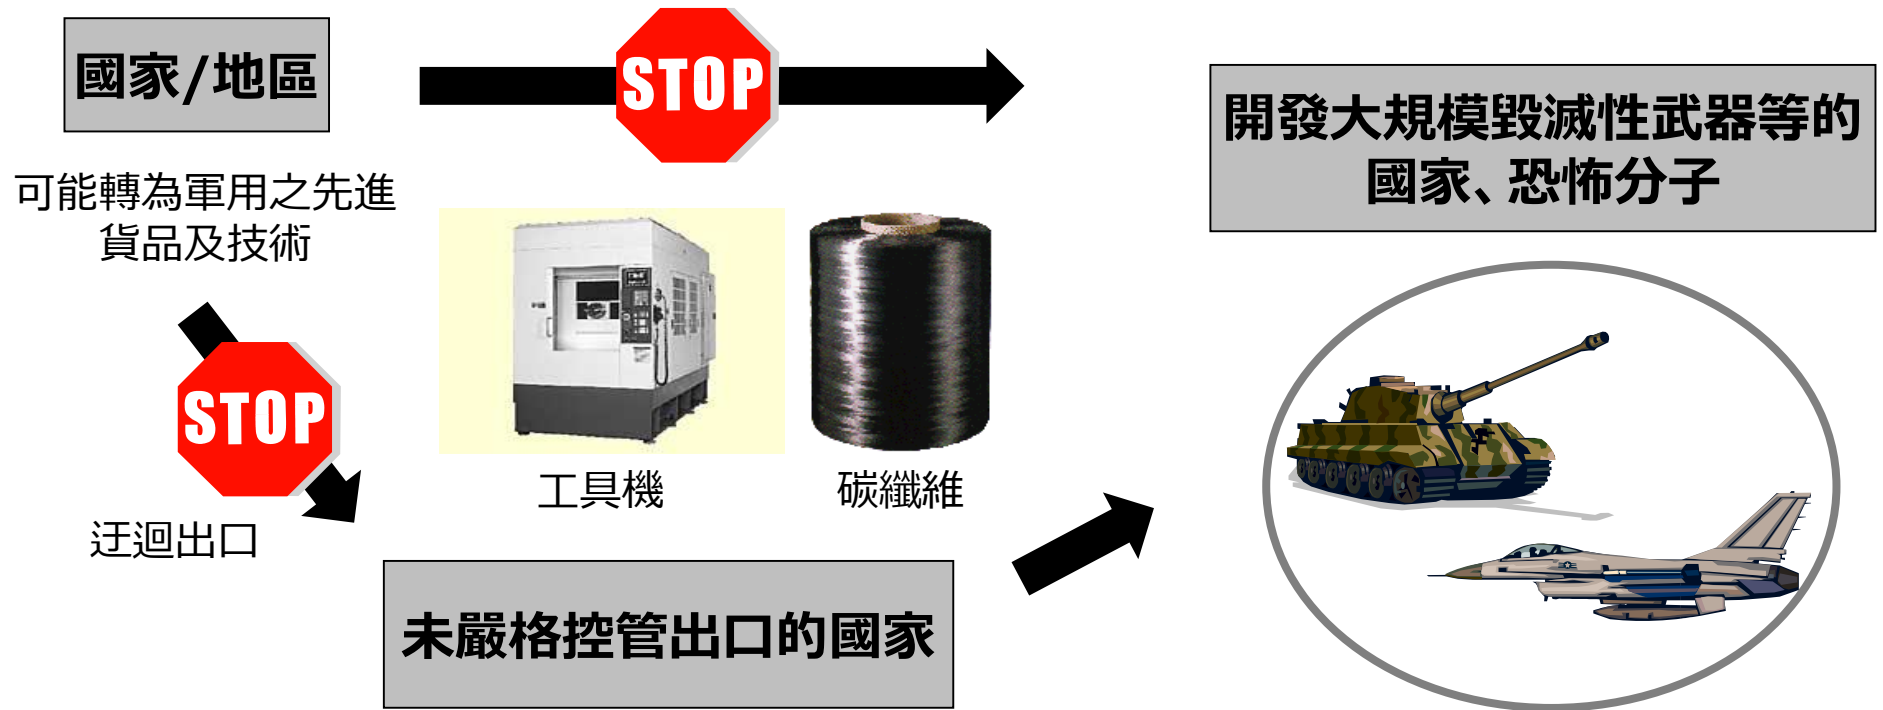 國家/地區
STOP
開發大規模毀滅性武器等的
國家、恐怖分子
可能轉為軍用之先進
貨品及技術
STOP
工具機
碳纖維
迂迴出口
未嚴格控管出口的國家